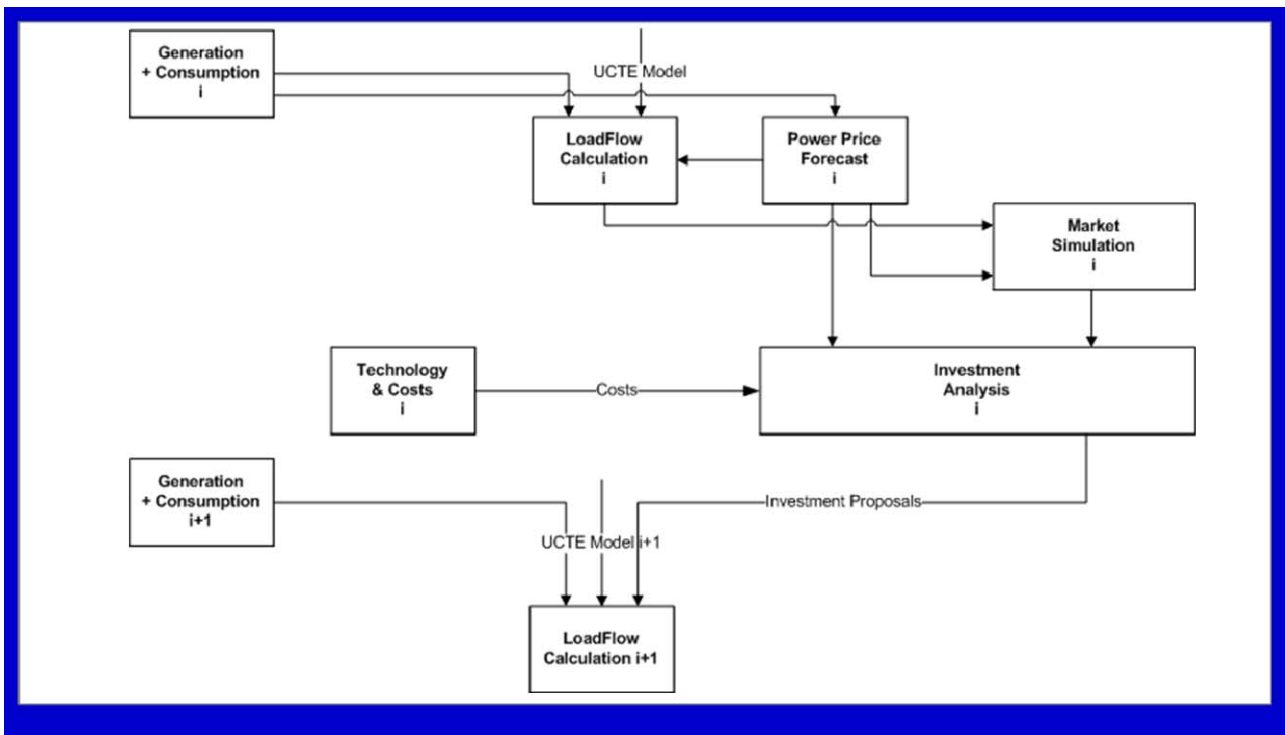 Generation
+ Consumption
i
UCTE Model
LoadFlow
Calculation
i
Power Price
Forecast
i
Market
Simulation
i
Technology
& Costs
i
Costs
Investment
Analysis
i
Generation
+ Consumption
i+1
Investment Proposals
UCTE Model i+1
LoadFlow
Calculation i+1